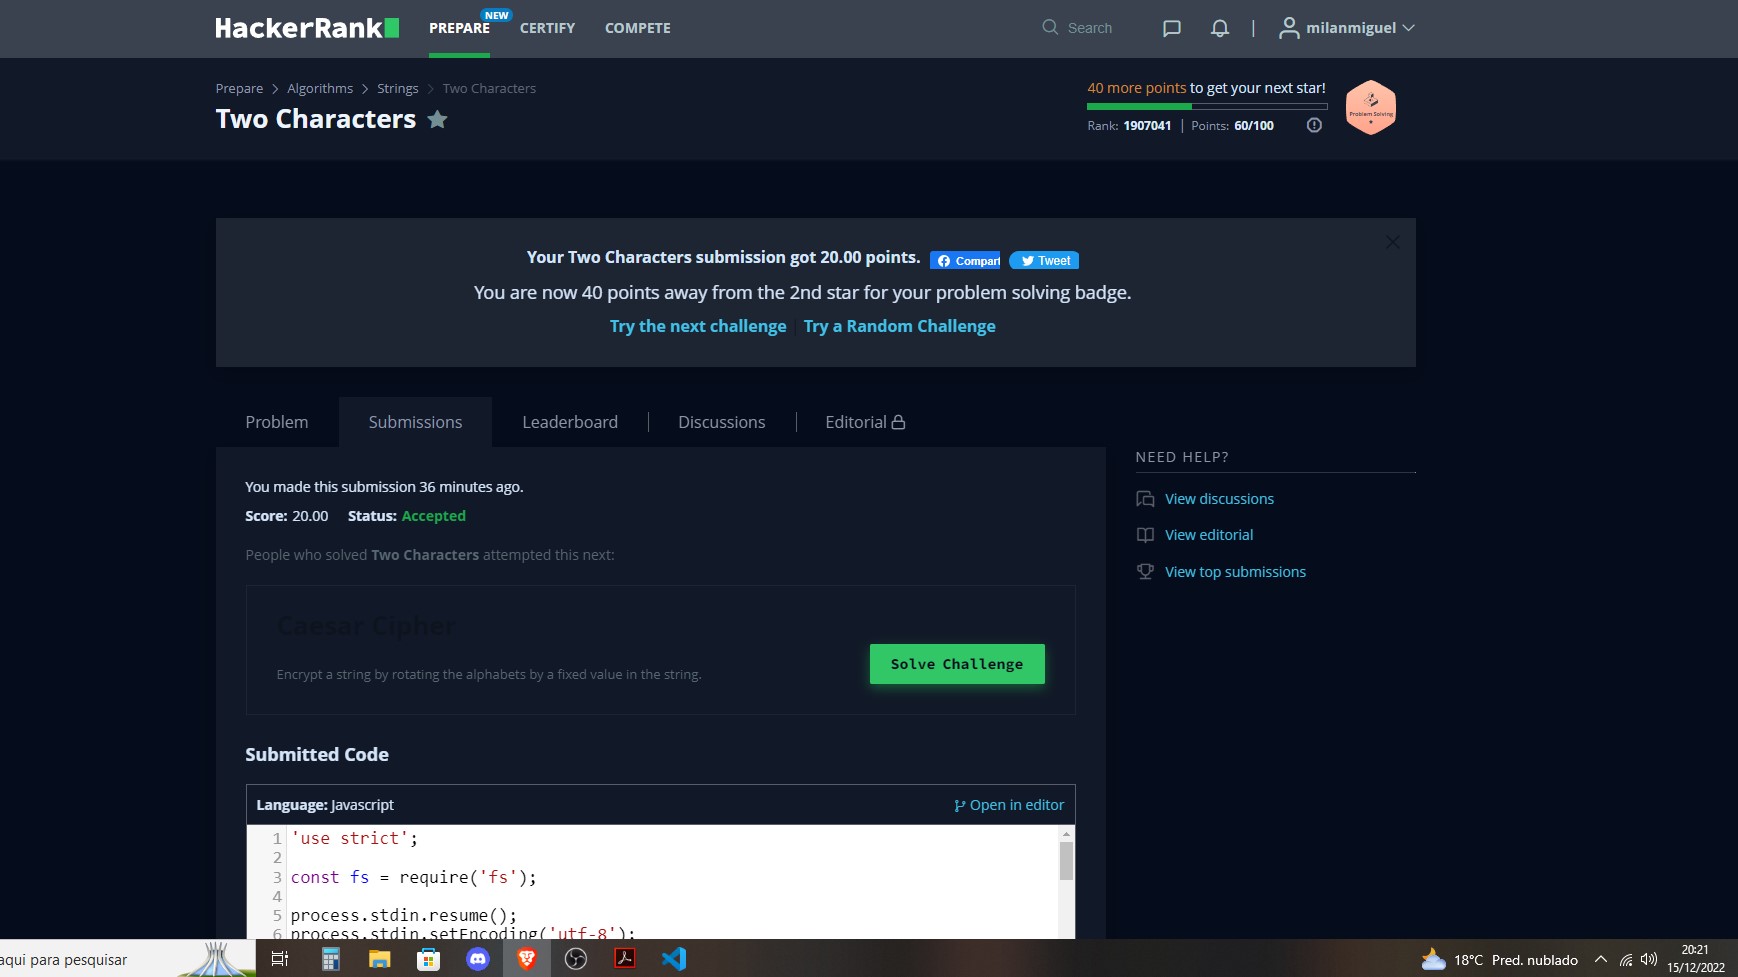 HackerRank
PREPARE NEW CERTIFY COMPETE Search milanmiguel
Prepare > Algorithms > Strings > Two Characters
Two Characters
40 more points to get your next star!
Rank: 1907041 | Points: 60/100
Problem Solving
Your Two Characters submission got 20.00 points. Compart Tweet
You are now 40 points away from the 2nd star for your problem solving badge.
Try the next challenge | Try a Random Challenge
Problem Submissions Leaderboard Discussions Editorial
You made this submission 36 minutes ago.
Score: 20.00 Status: Accepted
People who solved Two Characters attempted this next:
Caesar Cipher
Encrypt a string by rotating the alphabets by a fixed value in the string.
Solve Challenge
Submitted Code
Language: Javascript Open in editor
1 'use strict';
2
3 const fs = require('fs');
4
5 process.stdin.resume();
6 process.stdin.setEncoding('utf-8');
NEED HELP?
View discussions
View editorial
View top submissions
aqui para pesquisar
18°C Pred. nublado
20:21
15/12/2022